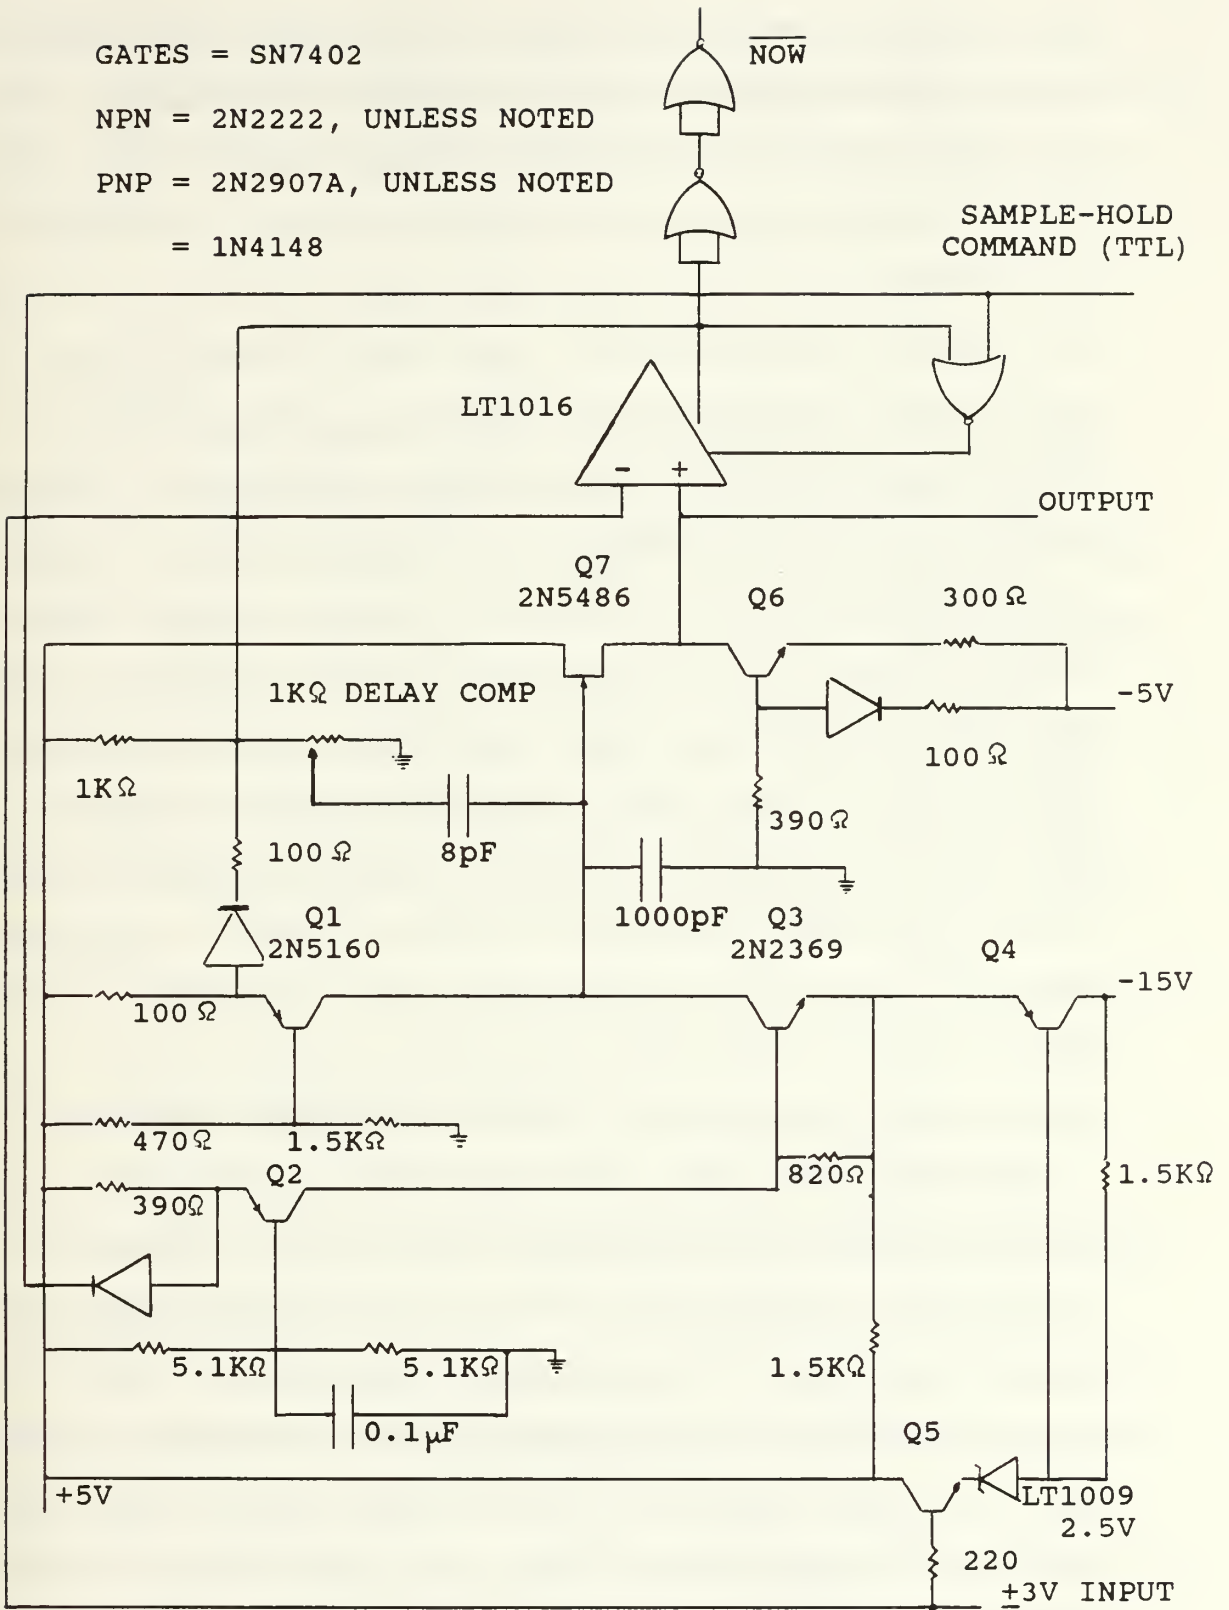 GATES = SN7402
NOW
NPN = 2N2222, UNLESS NOTED
PNP = 2N2907A, UNLESS NOTED
= 1N4148
SAMPLE-HOLD
COMMAND (TTL)
LT1016
- +
OUTPUT
Q7
2N5486
Q6
300Ω
1KΩ DELAY COMP
-5V
100Ω
1KΩ
390Ω
100Ω
8pF
1000pF
Q1
2N5160
Q3
2N2369
Q4
-15V
100Ω
470Ω
1.5KΩ
820Ω
1.5KΩ
Q2
390Ω
5.1KΩ
5.1KΩ
1.5KΩ
0.1µF
Q5
+5V
LT1009
2.5V
220
±3V INPUT